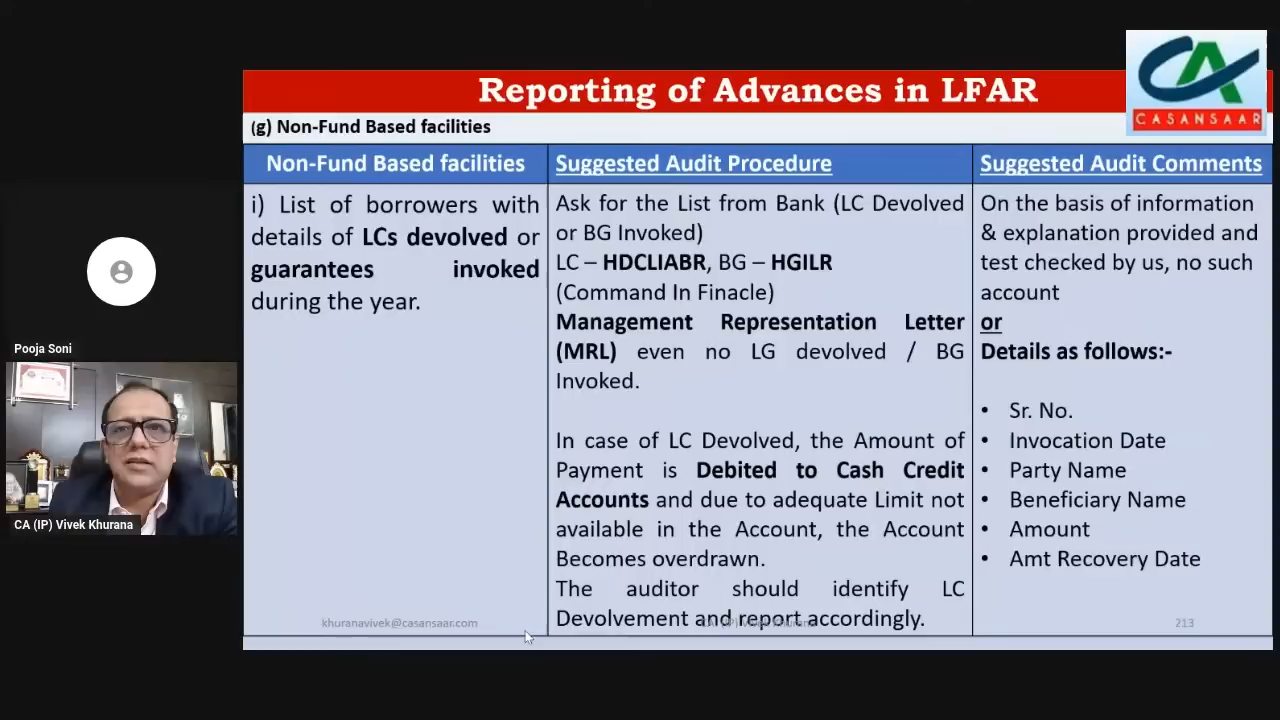 Reporting of Advances in LFAR
CASANSAAR
(g) Non-Fund Based facilities
Non-Fund Based facilities
i) List of borrowers with
details of LCs devolved or
guarantees invoked
during the year.
Suggested Audit Procedure
Ask for the List from Bank (LC Devolved
or BG Invoked)
LC – HDCLIABR, BG – HGILR
(Command In Finacle)
Management Representation Letter
(MRL) even no LG devolved / BG
Invoked.
In case of LC Devolved, the Amount of
Payment is Debited to Cash Credit
Accounts and due to adequate Limit not
available in the Account, the Account
Becomes overdrawn.
The auditor should identify LC
Devolvement and report accordingly.
Suggested Audit Comments
On the basis of information
& explanation provided and
test checked by us, no such
account
or
Details as follows:-
• Sr. No.
• Invocation Date
• Party Name
• Beneficiary Name
• Amount
• Amt Recovery Date
khuranavivek@casansaar.com
CA (IP) Vivek Khurana
213
Pooja Soni
CA (IP) Vivek Khurana